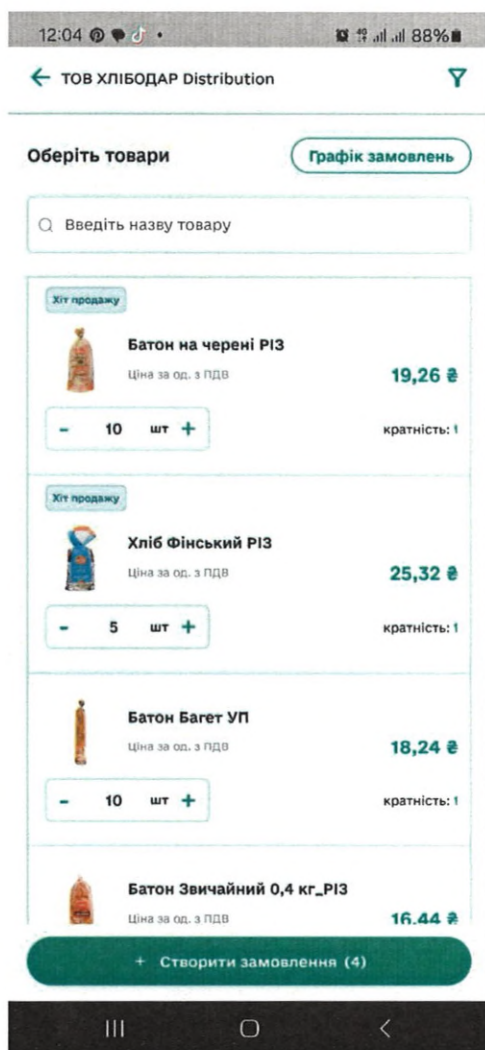 12:04
88%
ТОВ ХЛІБОДАР Distribution
Оберіть товари
Графік замовлень
Введіть назву товару
Хіт продажу
Батон на черені РІЗ
Ціна за од. з ПДВ
19,26 ₴
- 10 шт +
кратність: 1
Хіт продажу
Хліб Фінський РІЗ
Ціна за од. з ПДВ
25,32 ₴
- 5 шт +
кратність: 1
Батон Багет УП
Ціна за од. з ПДВ
18,24 ₴
- 10 шт +
кратність: 1
Батон Звичайний 0,4 кг_РІЗ
Ціна за од. з ПДВ
16,44 ₴
+ Створити замовлення (4)